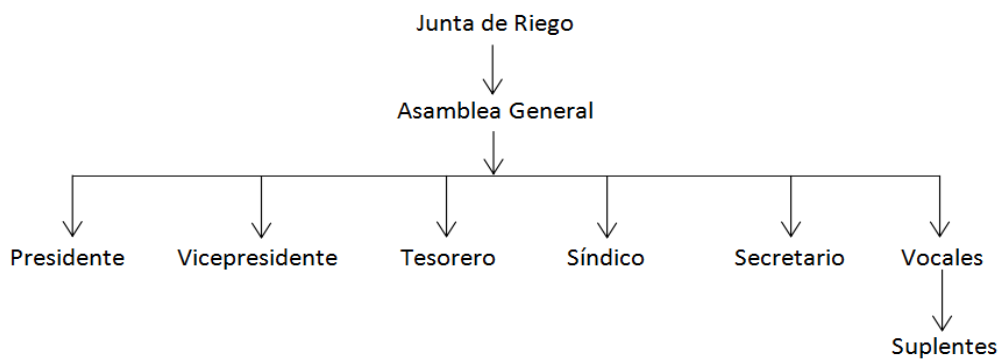 Junta de Riego
Asamblea General
Presidente Vicepresidente Tesorero Síndico Secretario Vocales
Suplentes